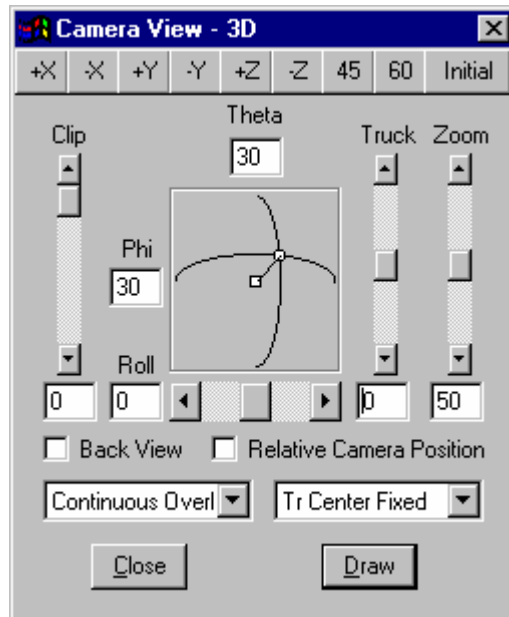 Camera View - 3D
+X -X +Y -Y +Z -Z 45 60 Initial
Theta
Clip Truck Zoom
30
Phi
30
Roll
0 0 0 50
Back View Relative Camera Position
Continuous Overl Tr Center Fixed
Close Draw